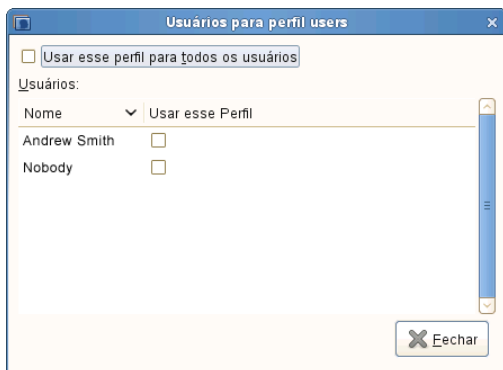 Usuários para perfil users
Usar esse perfil para todos os usuários
Usuários:
Nome Usar esse Perfil
Andrew Smith
Nobody
Fechar